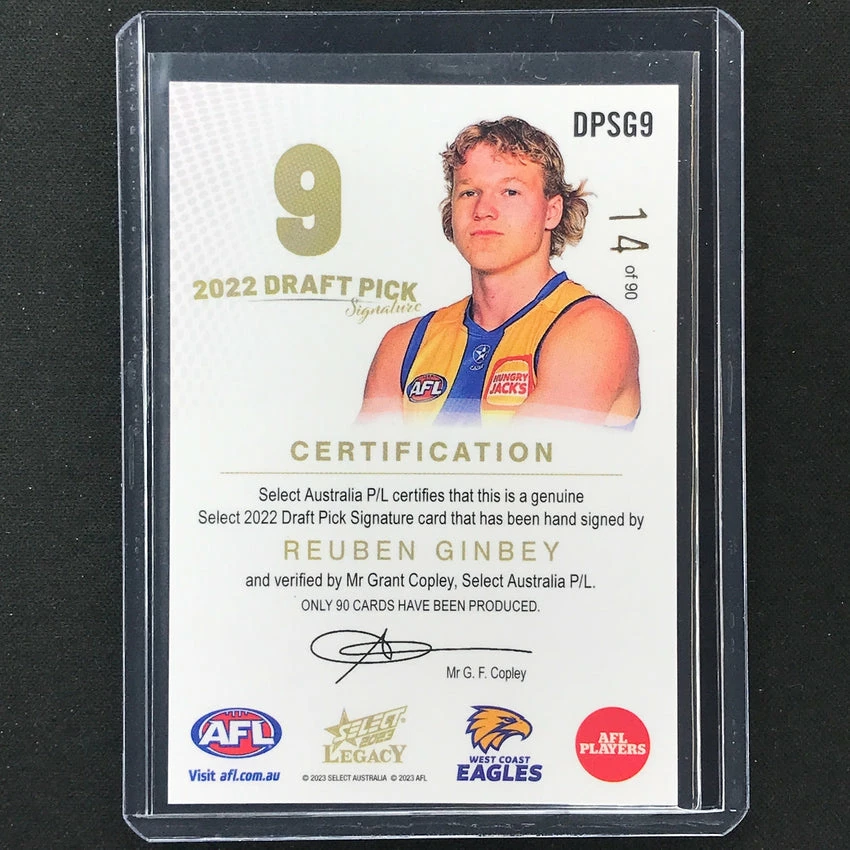 DPSG9
9
14 of 90
2022 DRAFT PICK
Signature
AFL
HUNGRY
JACK'S
CERTIFICATION
Select Australia P/L certifies that this is a genuine
Select 2022 Draft Pick Signature card that has been hand signed by
REUBEN GINBEY
and verified by Mr Grant Copley, Select Australia P/L.
ONLY 90 CARDS HAVE BEEN PRODUCED.
Mr G. F. Copley
AFL
Visit afl.com.au
SELECT
2023
LEGACY
© 2023 SELECT AUSTRALIA © 2023 AFL
WEST COAST
EAGLES
AFL
PLAYERS